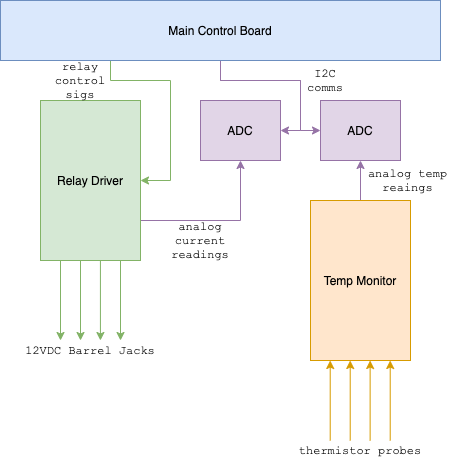 Main Control Board
relay
control
sigs
I2C
comms
ADC
ADC
Relay Driver
analog temp
reaings
analog
current
readings
Temp Monitor
12VDC Barrel Jacks
thermistor probes